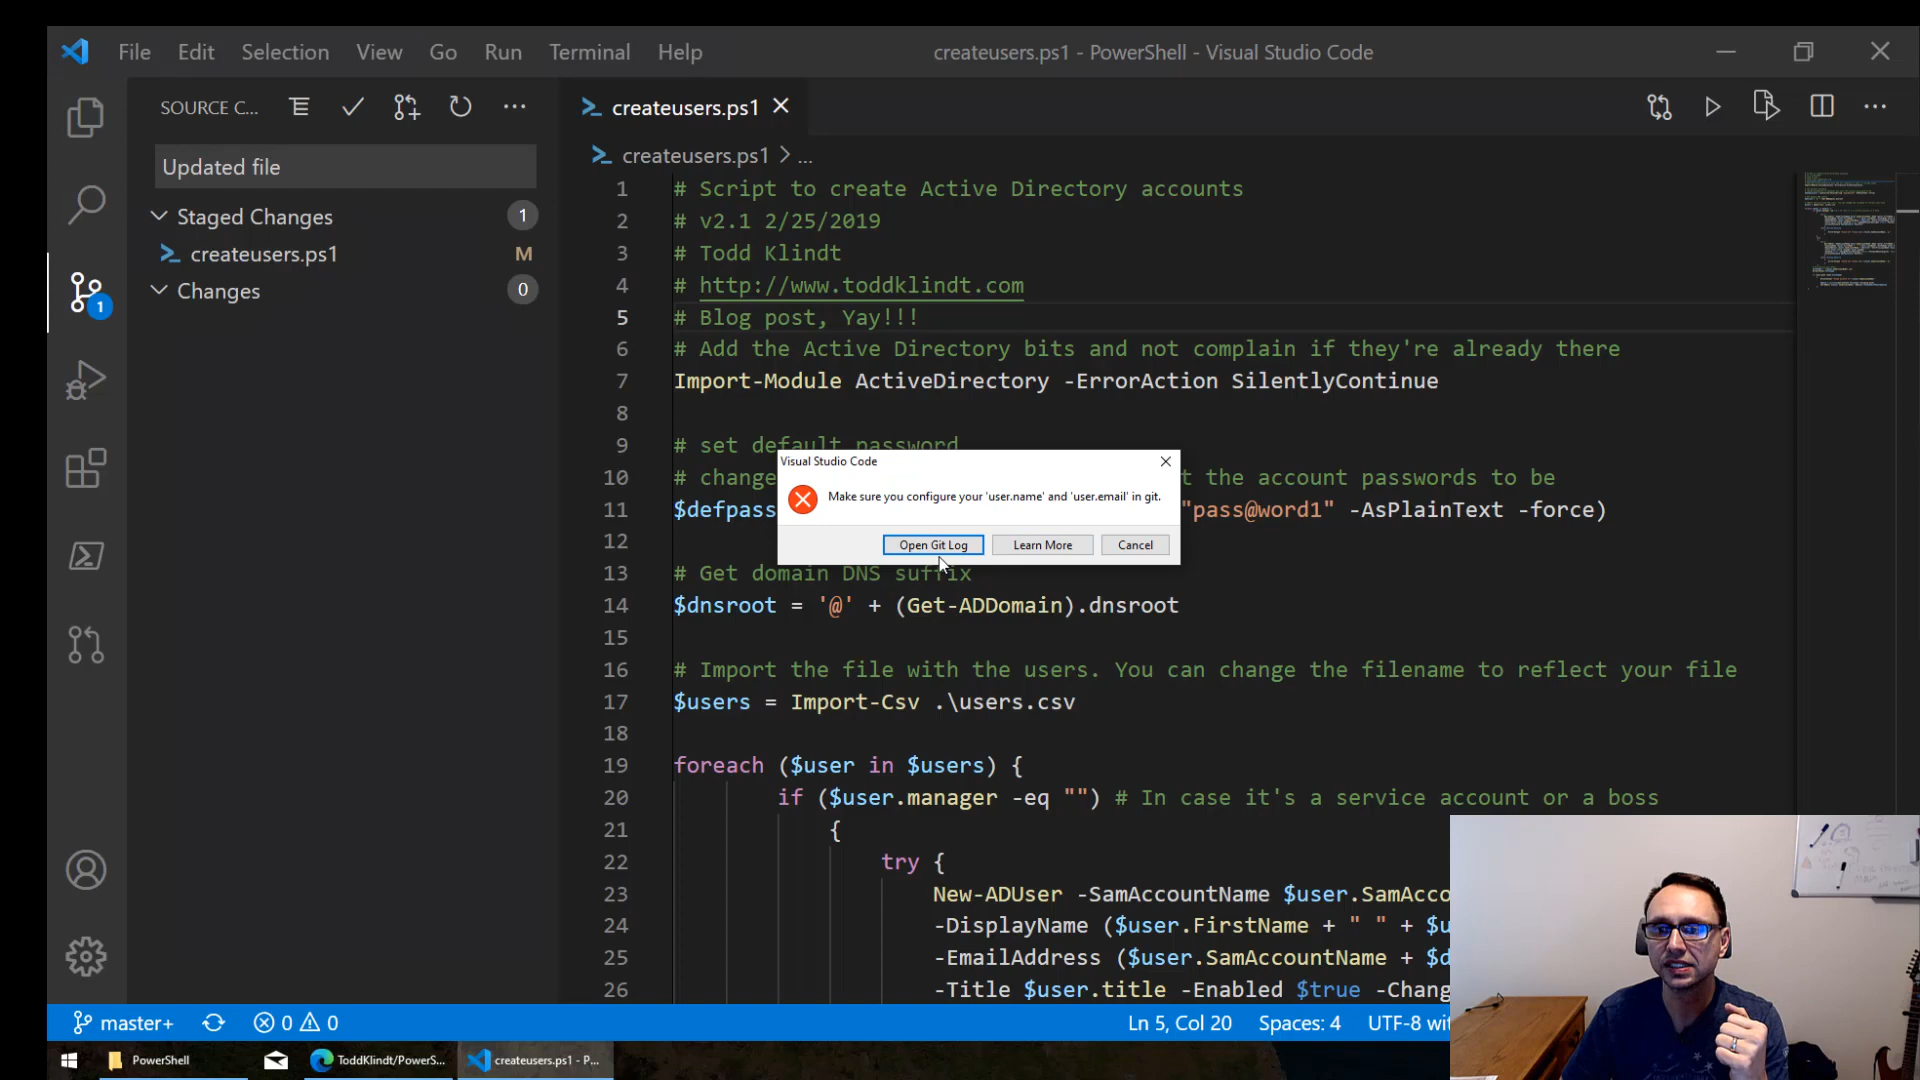 File Edit Selection View Go Run Terminal Help
createusers.ps1 - PowerShell - Visual Studio Code
SOURCE C...
createusers.ps1
Updated file
Staged Changes 1
createusers.ps1 M
Changes 0
1
createusers.ps1 > ...
1 # Script to create Active Directory accounts
2 # v2.1 2/25/2019
3 # Todd Klindt
4 # http://www.toddklindt.com
5 # Blog post, Yay!!!
6 # Add the Active Directory bits and not complain if they're already there
7 Import-Module ActiveDirectory -ErrorAction SilentlyContinue
8
9 # set default password
10 # change t the account passwords to be
11 $defpass "pass@word1" -AsPlainText -force)
12
13 # Get domain DNS suffix
14 $dnsroot = '@' + (Get-ADDomain).dnsroot
15
16 # Import the file with the users. You can change the filename to reflect your file
17 $users = Import-Csv .\users.csv
18
19 foreach ($user in $users) {
20 if ($user.manager -eq "") # In case it's a service account or a boss
21 {
22 try {
23 New-ADUser -SamAccountName $user.SamAcco
24 -DisplayName ($user.FirstName + " " + $u
25 -EmailAddress ($user.SamAccountName + $d
26 -Title $user.title -Enabled $true -Chang
Visual Studio Code
Make sure you configure your 'user.name' and 'user.email' in git.
Open Git Log Learn More Cancel
master+ 0 0 Ln 5, Col 20 Spaces: 4 UTF-8 wit
PowerShell ToddKlindt/PowerS... createusers.ps1 - P...